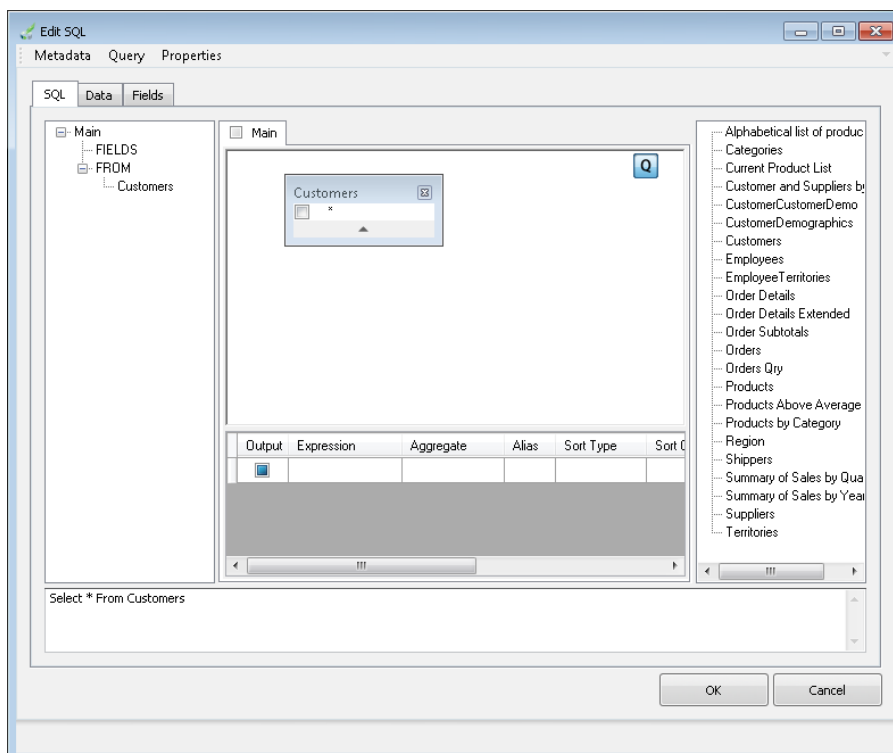 Edit SQL
Metadata Query Properties
SQL Data Fields
Main
FIELDS
FROM
Customers
Main
Q
Customers
*
Output Expression Aggregate Alias Sort Type Sort
Alphabetical list of produc
Categories
Current Product List
Customer and Suppliers by
CustomerCustomerDemo
CustomerDemographics
Customers
Employees
EmployeeTerritories
Order Details
Order Details Extended
Order Subtotals
Orders
Orders Qry
Products
Products Above Average
Products by Category
Region
Shippers
Summary of Sales by Qua
Summary of Sales by Year
Suppliers
Territories
Select * From Customers
OK Cancel